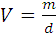 V = m/d